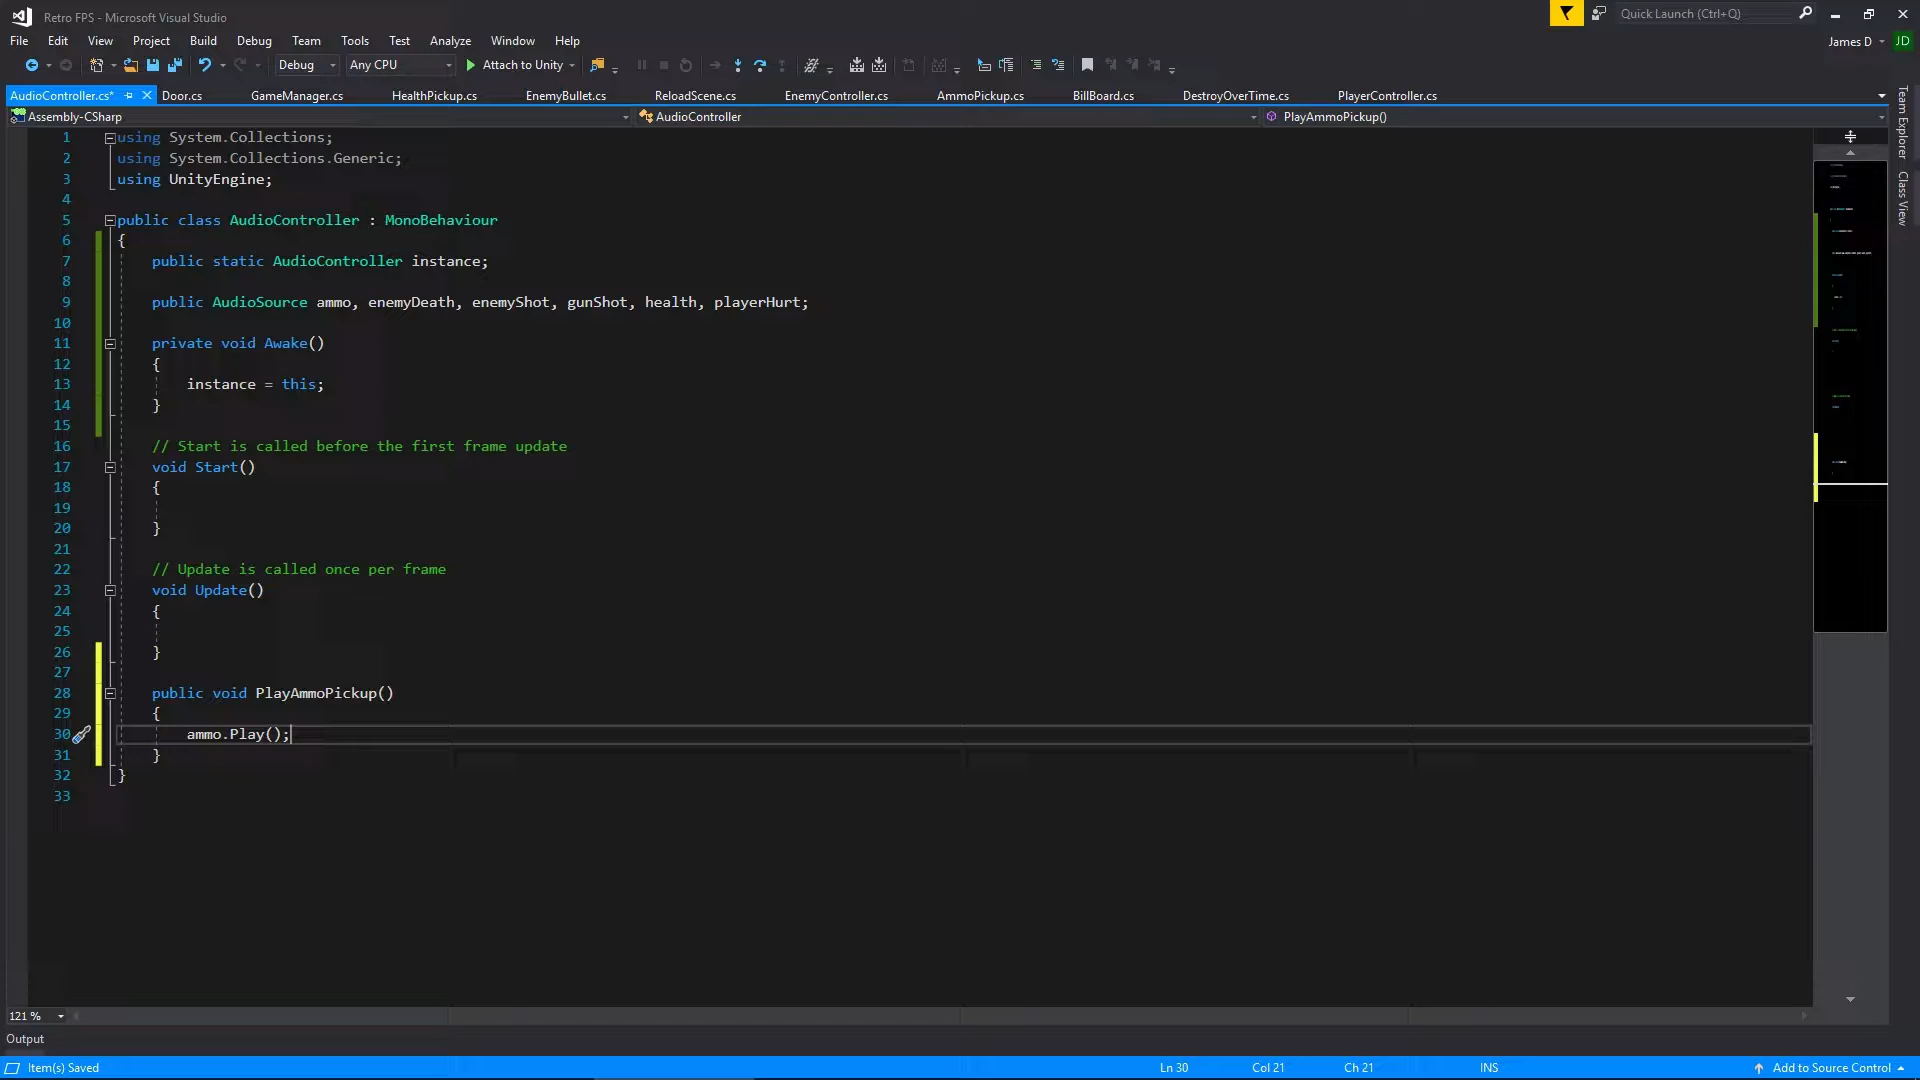 Retro FPS - Microsoft Visual Studio
Quick Launch (Ctrl+Q)
File Edit View Project Build Debug Team Tools Test Analyze Window Help
James D
JD
Debug
Any CPU
Attach to Unity
AudioController.cs* Door.cs GameManager.cs HealthPickup.cs EnemyBullet.cs ReloadScene.cs EnemyController.cs AmmoPickup.cs BillBoard.cs DestroyOverTime.cs PlayerController.cs
Assembly-CSharp
AudioController
PlayAmmoPickup()
Team Explorer
Class View
1 using System.Collections;
2 using System.Collections.Generic;
3 using UnityEngine;
4
5 public class AudioController : MonoBehaviour
6 {
7 public static AudioController instance;
8
9 public AudioSource ammo, enemyDeath, enemyShot, gunShot, health, playerHurt;
10
11 private void Awake()
12 {
13 instance = this;
14 }
15
16 // Start is called before the first frame update
17 void Start()
18 {
19
20 }
21
22 // Update is called once per frame
23 void Update()
24 {
25
26 }
27
28 public void PlayAmmoPickup()
29 {
30 ammo.Play();
31 }
32 }
33
121 %
Output
Item(s) Saved
Ln 30
Col 21
Ch 21
INS
Add to Source Control